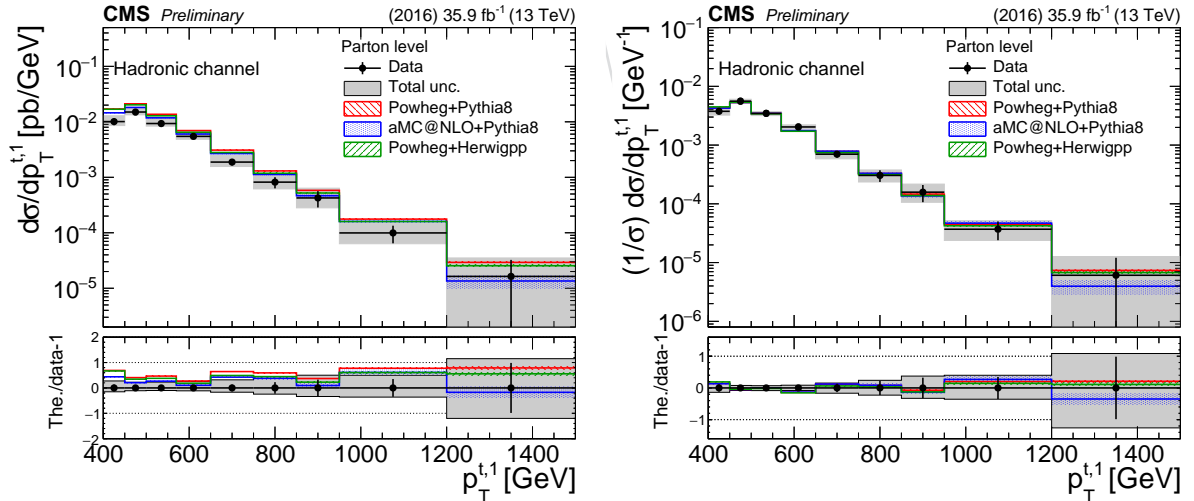 CMS Preliminary (2016) 35.9 fb⁻¹ (13 TeV)
Parton level
Hadronic channel
Data
Total unc.
Powheg+Pythia8
aMC@NLO+Pythia8
Powheg+Herwigpp
dσ/dp_T^{t,1} [pb/GeV]
10⁻¹
10⁻²
10⁻³
10⁻⁴
10⁻⁵
The./data-1
2
1
0
−1
−2
400 600 800 1000 1200 1400
p_T^{t,1} [GeV]
CMS Preliminary (2016) 35.9 fb⁻¹ (13 TeV)
Parton level
Hadronic channel
Data
Total unc.
Powheg+Pythia8
aMC@NLO+Pythia8
Powheg+Herwigpp
(1/σ) dσ/dp_T^{t,1} [GeV⁻¹]
10⁻¹
10⁻²
10⁻³
10⁻⁴
10⁻⁵
10⁻⁶
The./data-1
1
0
−1
400 600 800 1000 1200 1400
p_T^{t,1} [GeV]